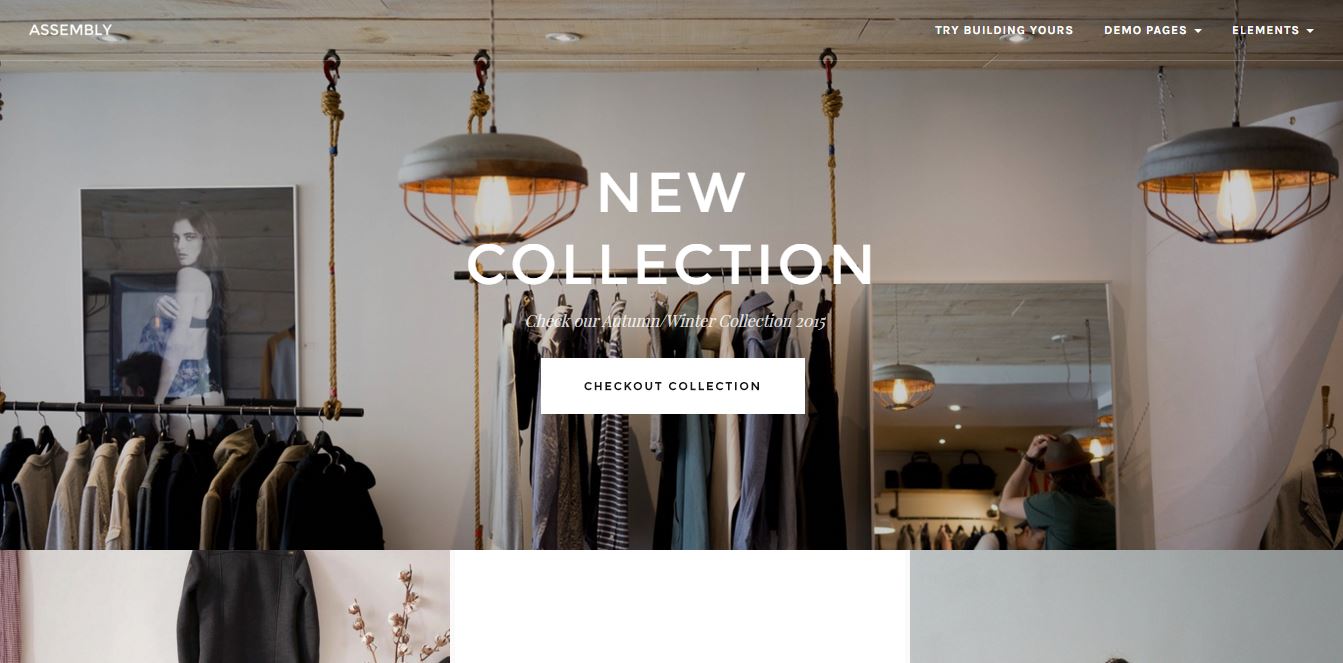 ASSEMBLY
TRY BUILDING YOURS
DEMO PAGES
ELEMENTS
NEW
COLLECTION
Check our Autumn/Winter Collection 2015
CHECKOUT COLLECTION